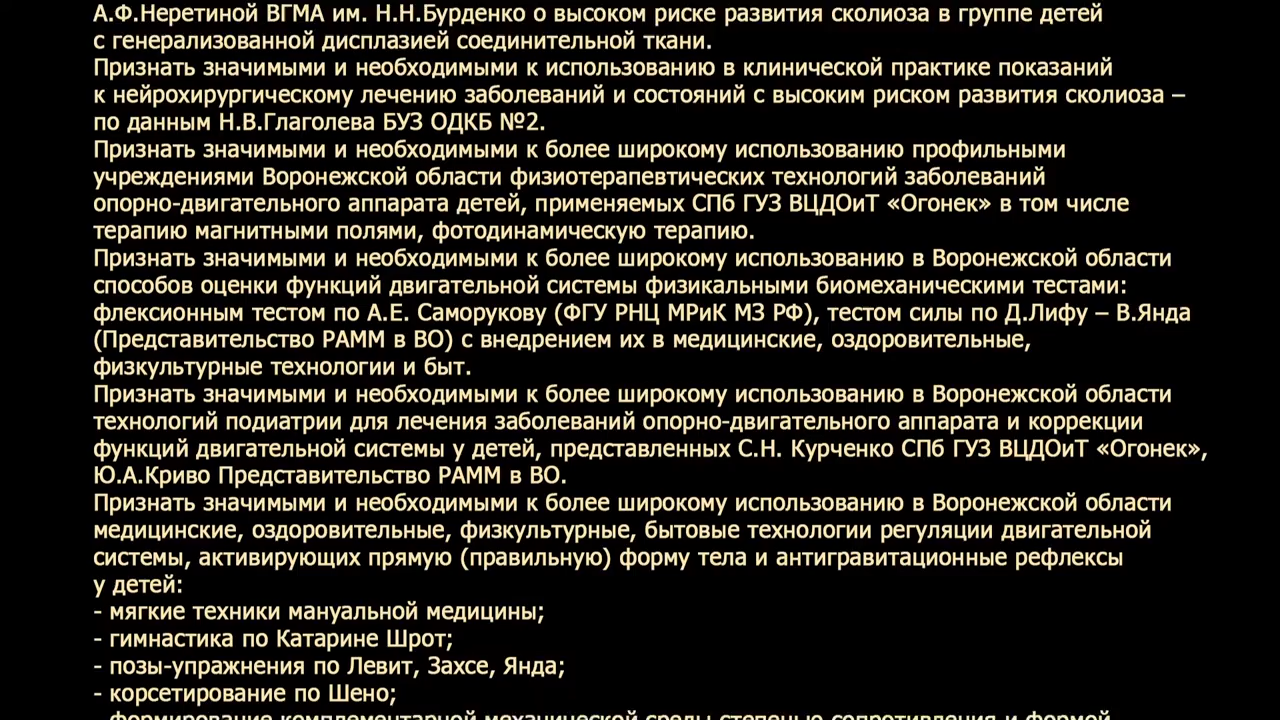 А.Ф.Неретиной ВГМА им. Н.Н.Бурденко о высоком риске развития сколиоза в группе детей
с генерализованной дисплазией соединительной ткани.
Признать значимыми и необходимыми к использованию в клинической практике показаний
к нейрохирургическому лечению заболеваний и состояний с высоким риском развития сколиоза –
по данным Н.В.Глаголева БУЗ ОДКБ №2.
Признать значимыми и необходимыми к более широкому использованию профильными
учреждениями Воронежской области физиотерапевтических технологий заболеваний
опорно-двигательного аппарата детей, применяемых СПб ГУЗ ВЦДОиТ «Огонек» в том числе
терапию магнитными полями, фотодинамическую терапию.
Признать значимыми и необходимыми к более широкому использованию в Воронежской области
способов оценки функций двигательной системы физикальными биомеханическими тестами:
флексионным тестом по А.Е. Саморукову (ФГУ РНЦ МРиК МЗ РФ), тестом силы по Д.Лифу – В.Янда
(Представительство РАММ в ВО) с внедрением их в медицинские, оздоровительные,
физкультурные технологии и быт.
Признать значимыми и необходимыми к более широкому использованию в Воронежской области
технологий подиатрии для лечения заболеваний опорно-двигательного аппарата и коррекции
функций двигательной системы у детей, представленных С.Н. Курченко СПб ГУЗ ВЦДОиТ «Огонек»,
Ю.А.Криво Представительство РАММ в ВО.
Признать значимыми и необходимыми к более широкому использованию в Воронежской области
медицинские, оздоровительные, физкультурные, бытовые технологии регуляции двигательной
системы, активирующих прямую (правильную) форму тела и антигравитационные рефлексы
у детей:
- мягкие техники мануальной медицины;
- гимнастика по Катарине Шрот;
- позы-упражнения по Левит, Захсе, Янда;
- корсетирование по Шено;
- формирование комплементарной механической среды степенью сопротивления и формой